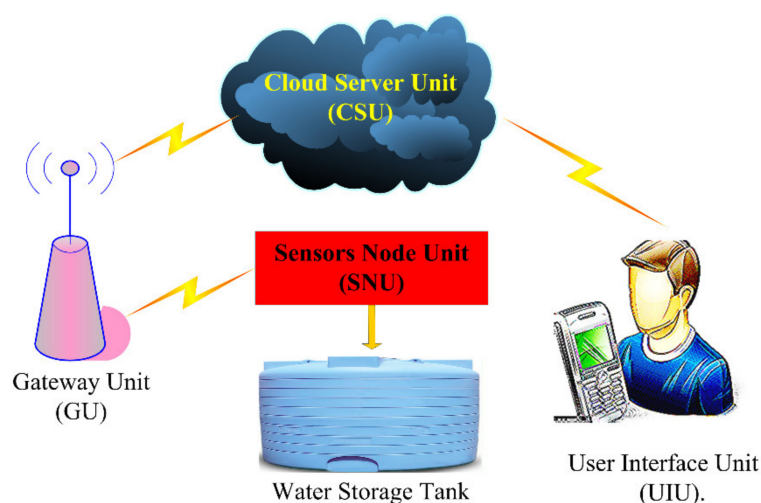 Cloud Server Unit
(CSU)
Sensors Node Unit
(SNU)
Gateway Unit
(GU)
Water Storage Tank
User Interface Unit
(UIU).